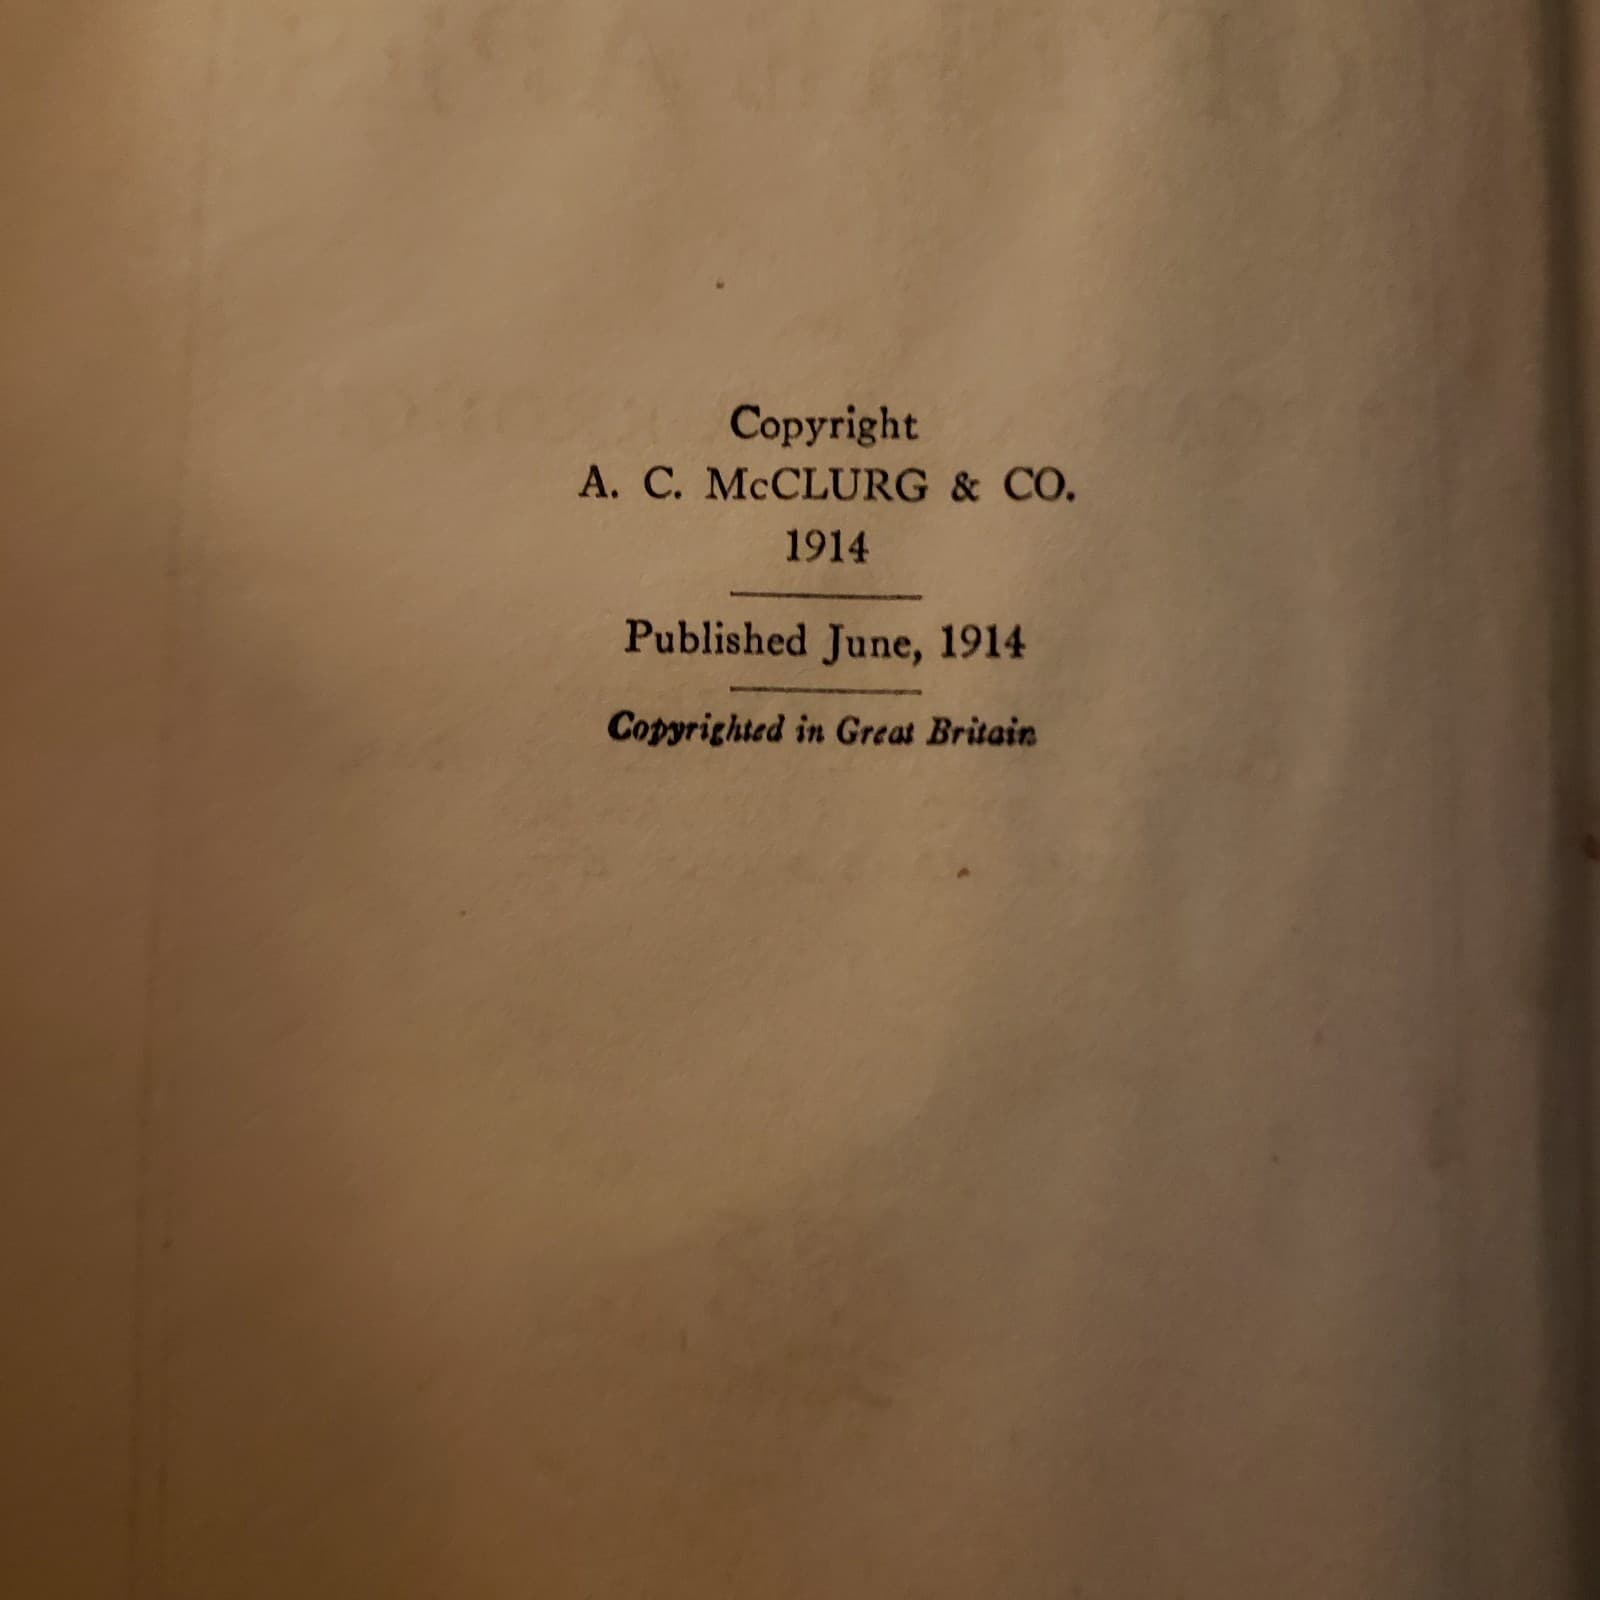 Copyright
A. C. McCLURG & CO.
1914
Published June, 1914
Copyrighted in Great Britain